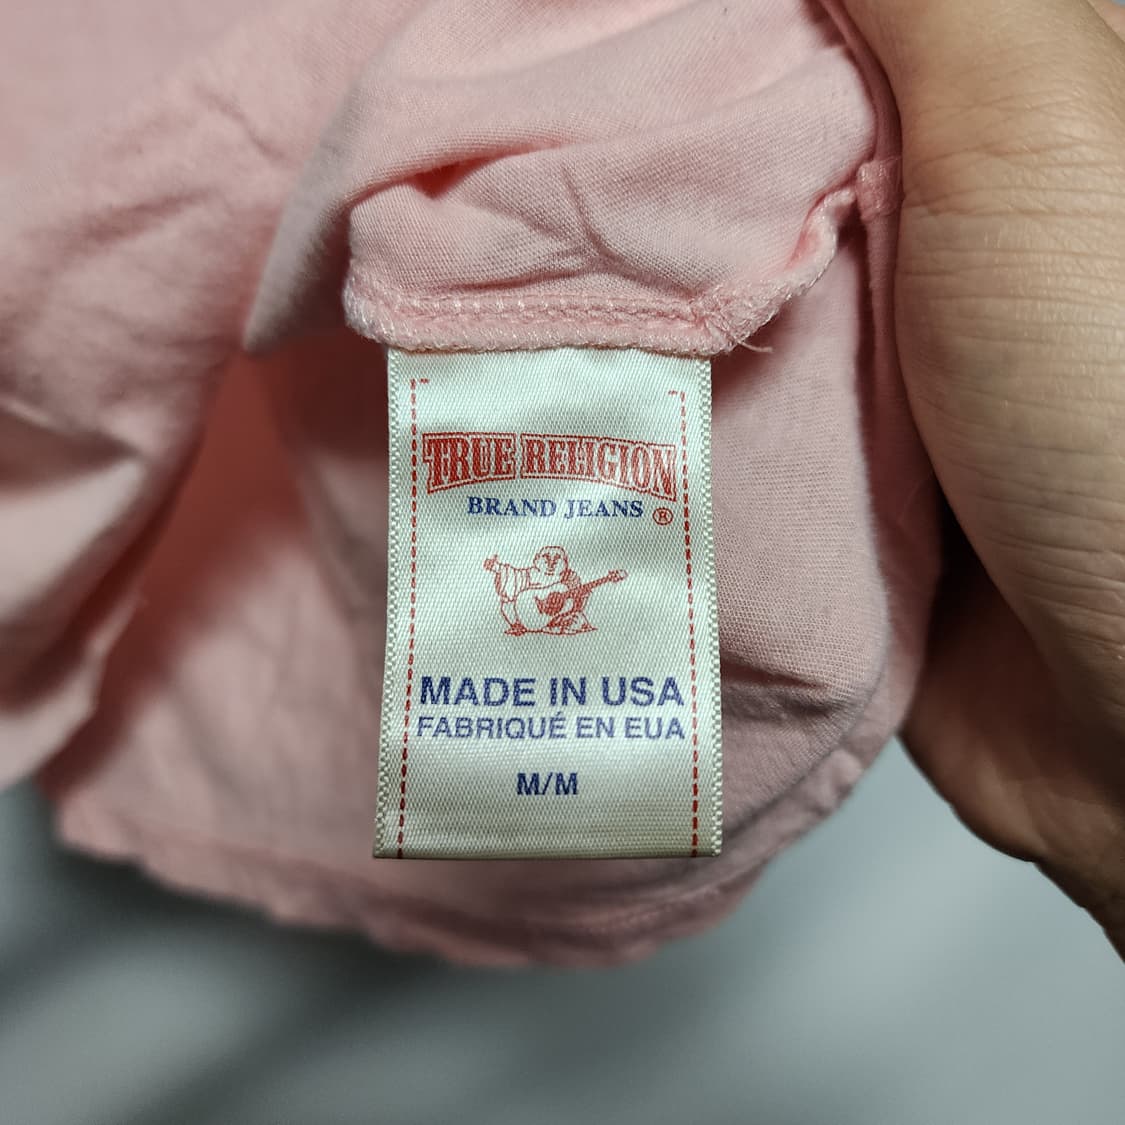 TRUE RELIGION
BRAND JEANS ®
MADE IN USA
FABRIQUÉ EN EUA
M/M